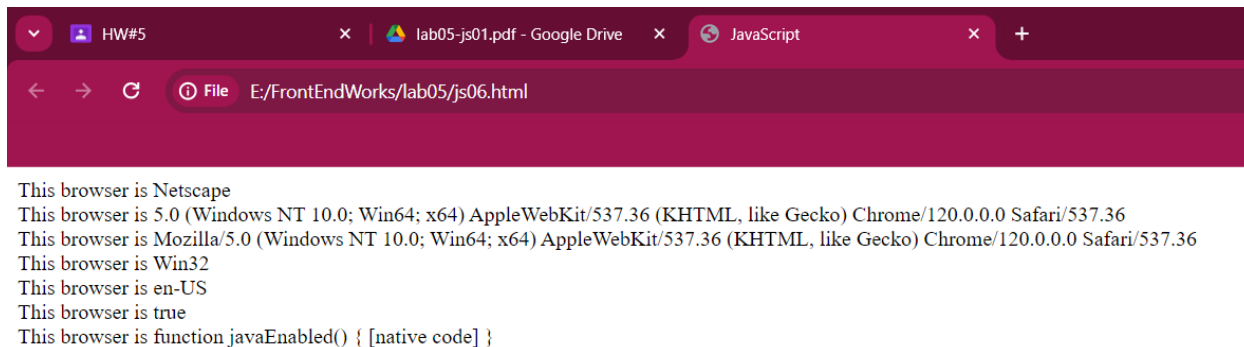 HW#5
lab05-js01.pdf - Google Drive
JavaScript
File E:/FrontEndWorks/lab05/js06.html
This browser is Netscape
This browser is 5.0 (Windows NT 10.0; Win64; x64) AppleWebKit/537.36 (KHTML, like Gecko) Chrome/120.0.0.0 Safari/537.36
This browser is Mozilla/5.0 (Windows NT 10.0; Win64; x64) AppleWebKit/537.36 (KHTML, like Gecko) Chrome/120.0.0.0 Safari/537.36
This browser is Win32
This browser is en-US
This browser is true
This browser is function javaEnabled() { [native code] }